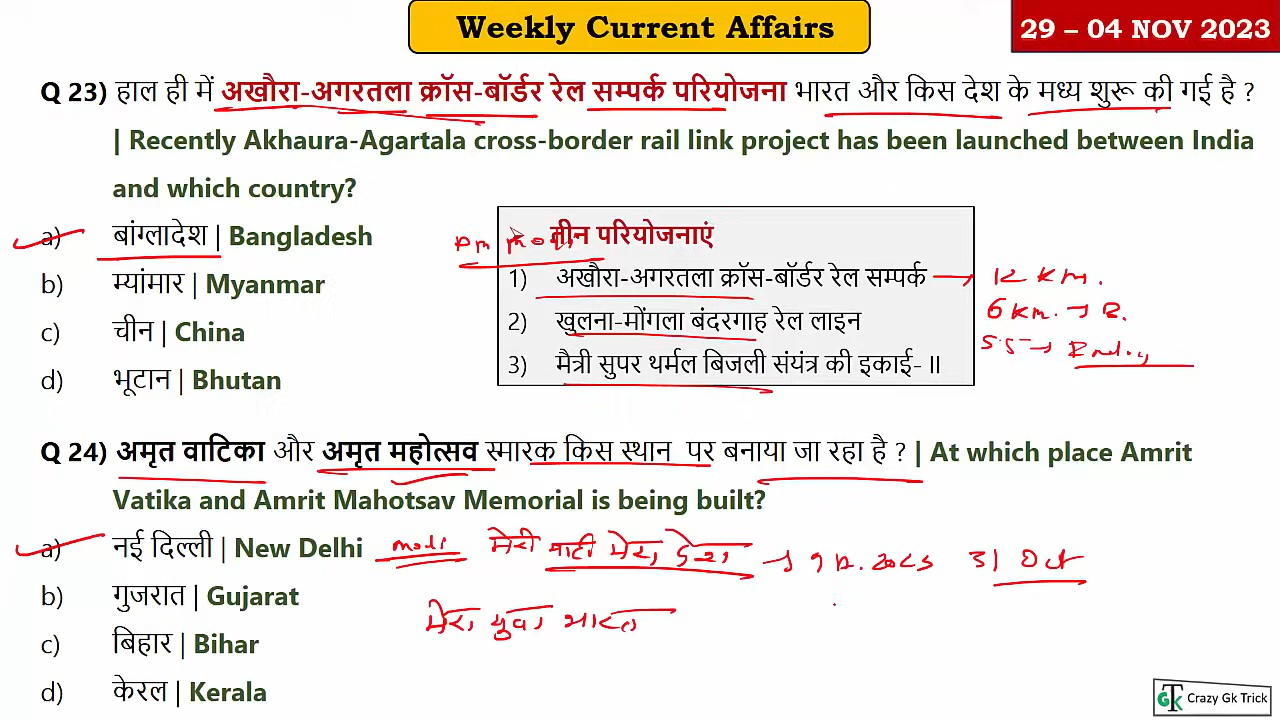 Weekly Current Affairs
29 – 04 NOV 2023
Q 23) हाल ही में अखौरा-अगरतला क्रॉस-बॉर्डर रेल सम्पर्क परियोजना भारत और किस देश के मध्य शुरू की गई है ?
| Recently Akhaura-Agartala cross-border rail link project has been launched between India
and which country?
a) बांग्लादेश | Bangladesh
b) म्यांमार | Myanmar
c) चीन | China
d) भूटान | Bhutan
तीन परियोजनाएं
1) अखौरा-अगरतला क्रॉस-बॉर्डर रेल सम्पर्क
12 KM.
2) खुलना-मोंगला बंदरगाह रेल लाइन
6 KM. → B.
3) मैत्री सुपर थर्मल बिजली संयंत्र की इकाई- II
Q 24) अमृत वाटिका और अमृत महोत्सव स्मारक किस स्थान पर बनाया जा रहा है ? | At which place Amrit
Vatika and Amrit Mahotsav Memorial is being built?
a) नई दिल्ली | New Delhi
modi मेरी माटी मेरा देश → 31 Oct
b) गुजरात | Gujarat
मेरा युवा भारत
c) बिहार | Bihar
d) केरल | Kerala
GTK Crazy Gk Trick